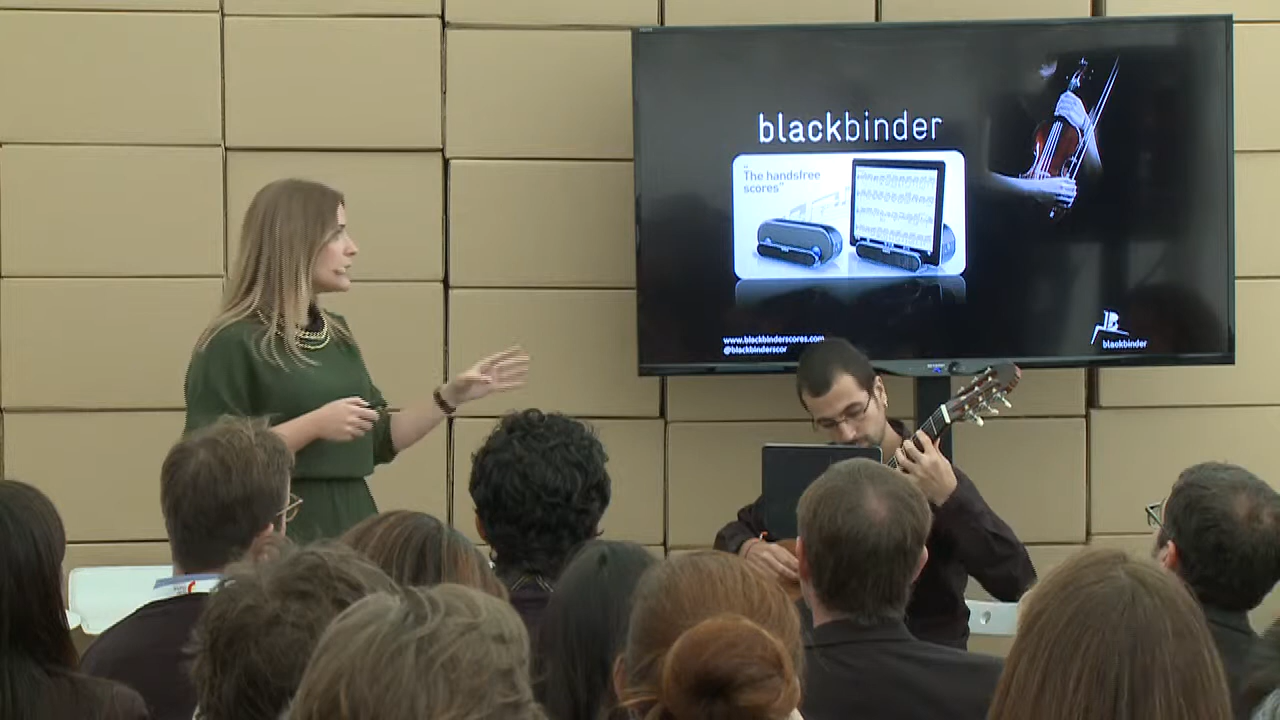 blackbinder
"The handsfree
scores"
www.blackbinderscores.com
@blackbinderscor
blackbinder